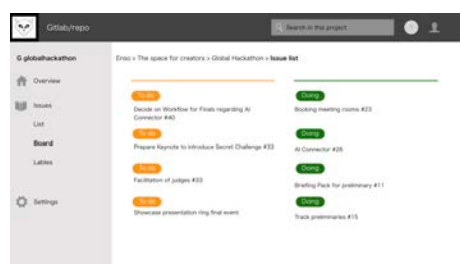 Gitlab/repo
Search in this project
G globalhackathon
Enso > The space for creators > Global Hackathon > Issue list
Overview
Issues
List
Board
Lables
Settings
To do
Decide on Workflow for Finals regarding AI
Connector #40
To do
Prepare Keynote to introduce Secret Challenge #33
To do
Facilitation of judges #33
To do
Showcase presentation ring final event
Doing
Booking meeting rooms #23
Doing
AI Connector #26
Doing
Briefing Pack for preliminary #11
Doing
Track preliminaries #15